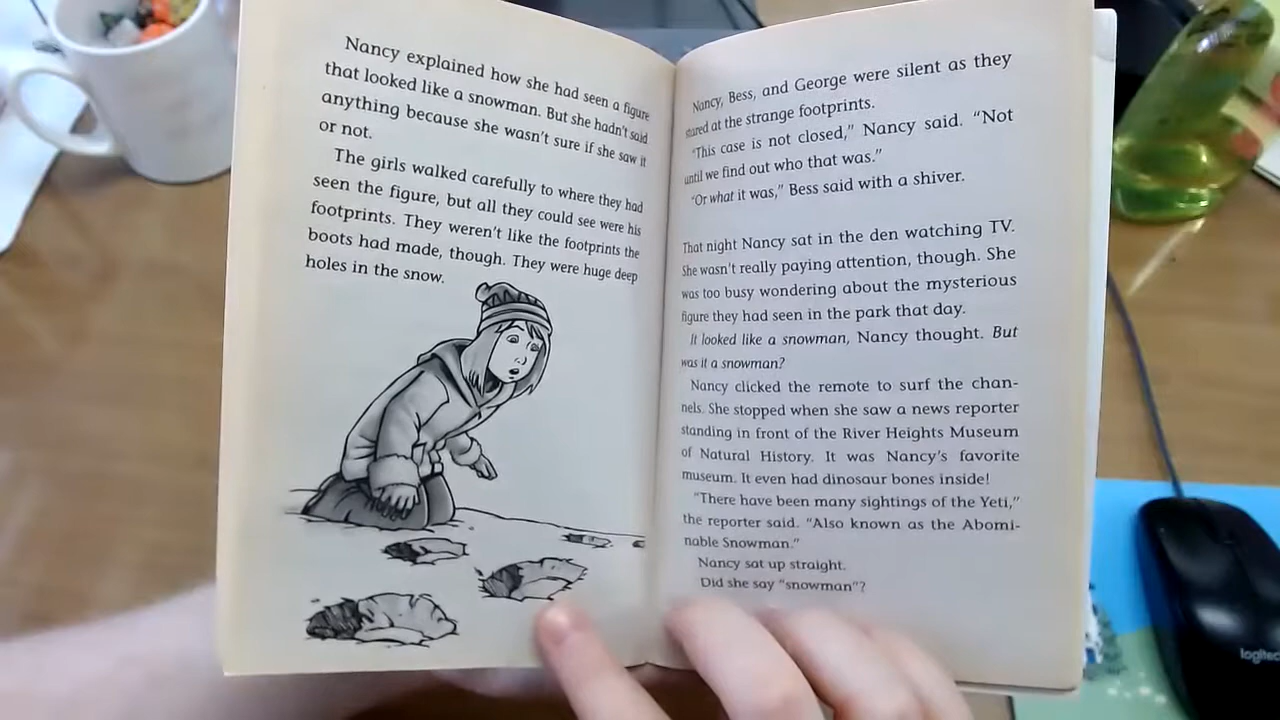 Nancy explained how she had seen a figure
that looked like a snowman. But she hadn't said
anything because she wasn't sure if she saw it
or not.
The girls walked carefully to where they had
seen the figure, but all they could see were his
footprints. They weren't like the footprints the
boots had made, though. They were huge deep
holes in the snow.
Nancy, Bess, and George were silent as they
stared at the strange footprints.
"This case is not closed," Nancy said. "Not
until we find out who that was."
"Or what it was," Bess said with a shiver.
That night Nancy sat in the den watching TV.
She wasn't really paying attention, though. She
was too busy wondering about the mysterious
figure they had seen in the park that day.
It looked like a snowman, Nancy thought. But
was it a snowman?
Nancy clicked the remote to surf the chan-
nels. She stopped when she saw a news reporter
standing in front of the River Heights Museum
of Natural History. It was Nancy's favorite
museum. It even had dinosaur bones inside!
"There have been many sightings of the Yeti,"
the reporter said. "Also known as the Abomi-
nable Snowman."
Nancy sat up straight.
Did she say "snowman"?
logitec